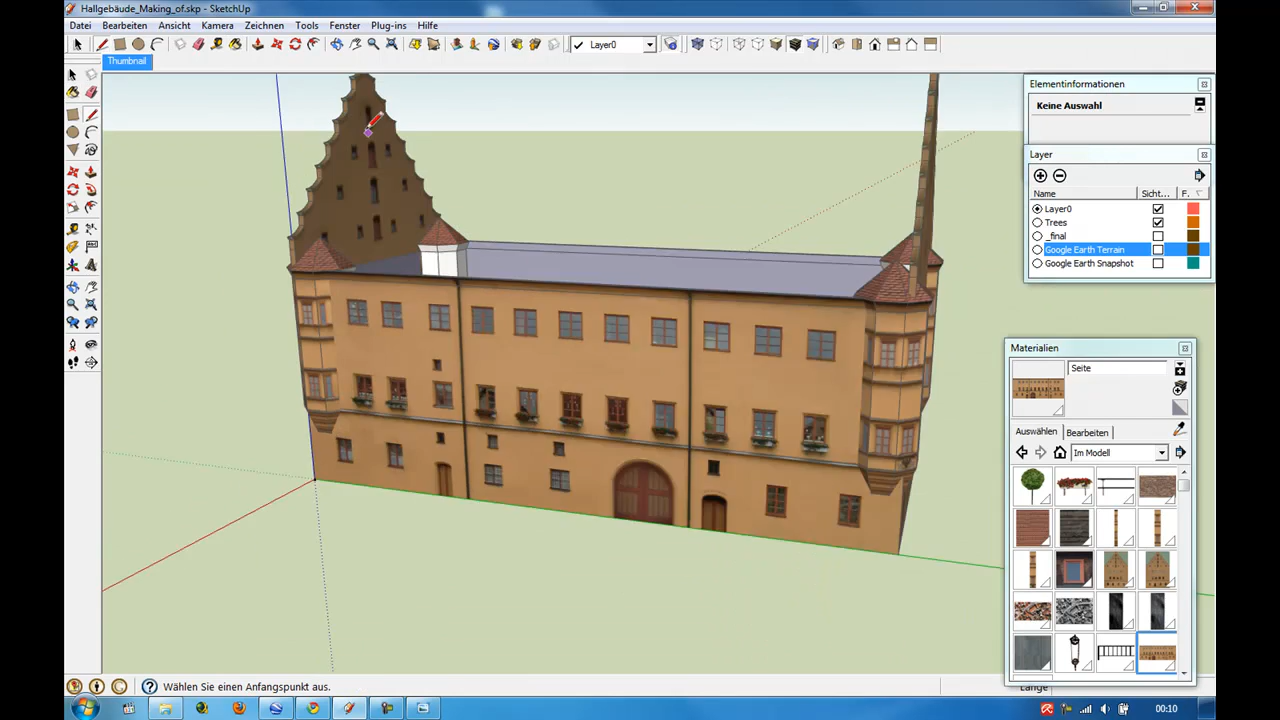 Hallgebäude_Making_of.skp - SketchUp
Datei Bearbeiten Ansicht Kamera Zeichnen Tools Fenster Plug-ins Hilfe
Layer0
Thumbnail
Elementinformationen
Keine Auswahl
Layer
Name Sicht... F.
Layer0
Trees
_final
Google Earth Terrain
Google Earth Snapshot
Materialien
Seite
Auswählen Bearbeiten
Im Modell
Wählen Sie einen Anfangspunkt aus.
Länge
00:10